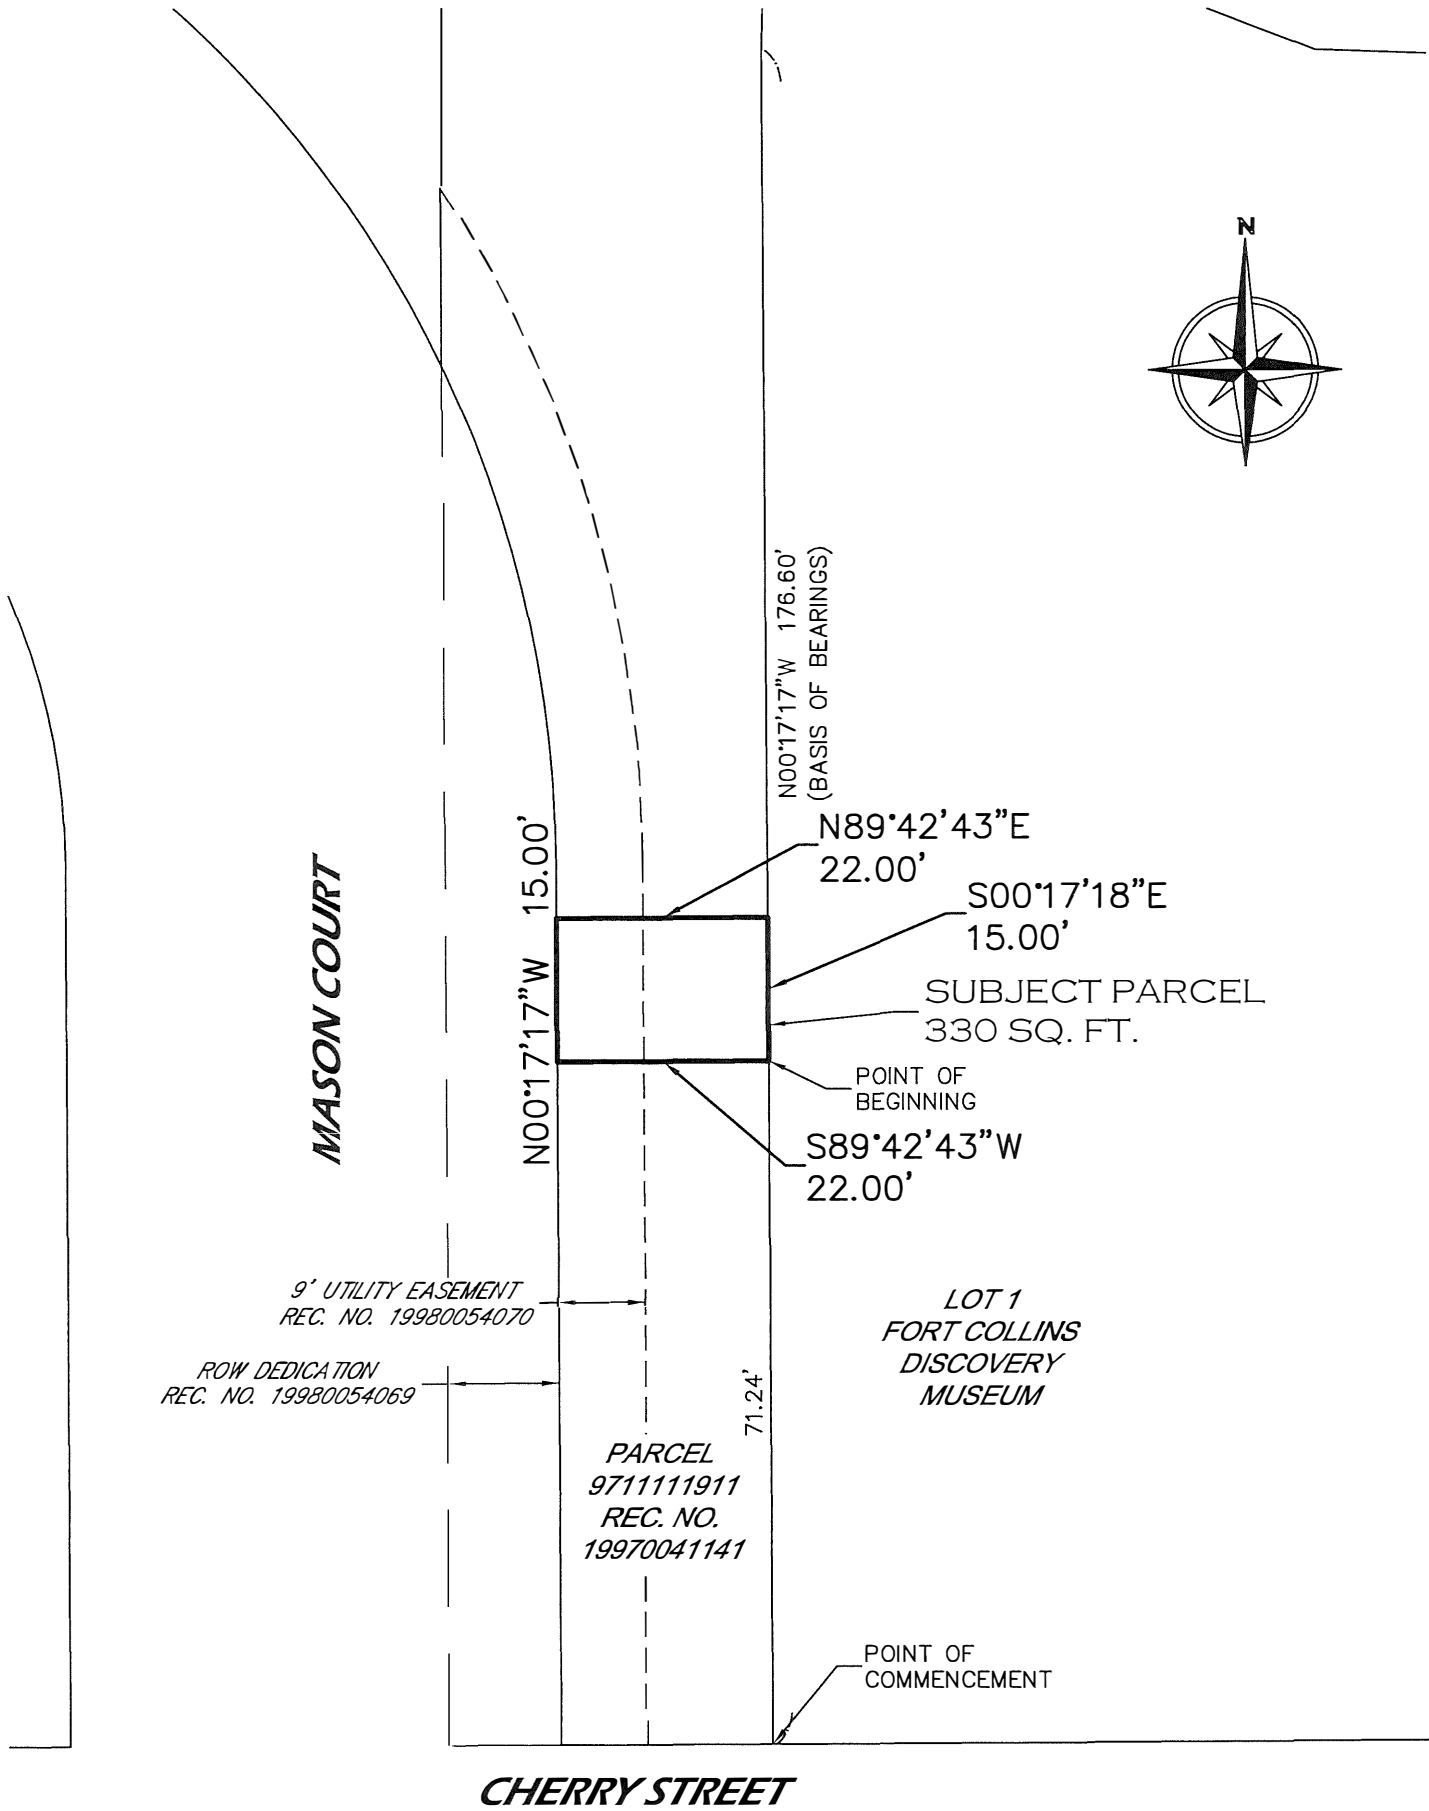 N
N00°17'17"W 176.60'
(BASIS OF BEARINGS)
N89°42'43"E
22.00'
S00°17'18"E
15.00'
SUBJECT PARCEL
330 SQ. FT.
POINT OF
BEGINNING
S89°42'43"W
22.00'
N00°17'17"W 15.00'
MASON COURT
9' UTILITY EASEMENT
REC. NO. 19980054070
ROW DEDICATION
REC. NO. 19980054069
LOT 1
FORT COLLINS
DISCOVERY
MUSEUM
71.24'
PARCEL
9711111911
REC. NO.
19970041141
POINT OF
COMMENCEMENT
CHERRY STREET